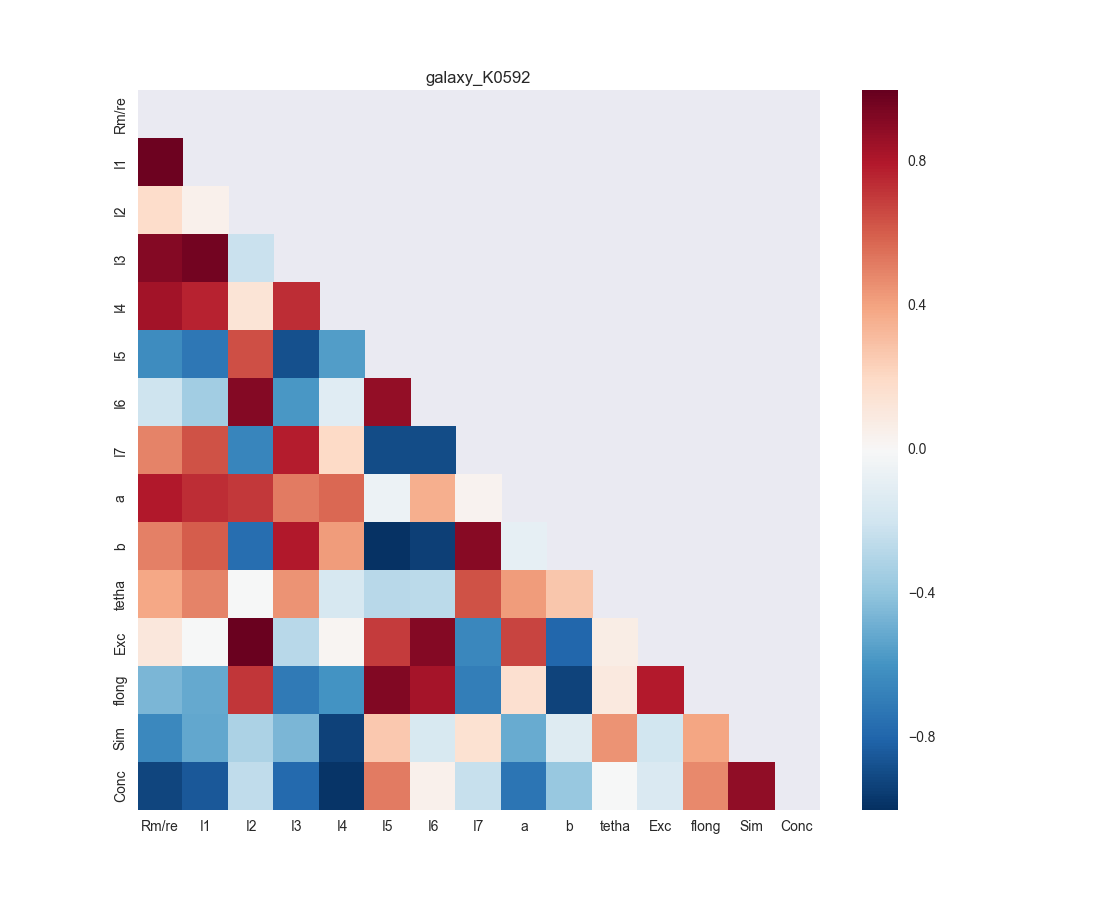 galaxy_K0592
Rm/re
I1
I2
I3
I4
I5
I6
I7
a
b
tetha
Exc
flong
Sim
Conc
Rm/re I1 I2 I3 I4 I5 I6 I7 a b tetha Exc flong Sim Conc
0.8
0.4
0.0
−0.4
−0.8